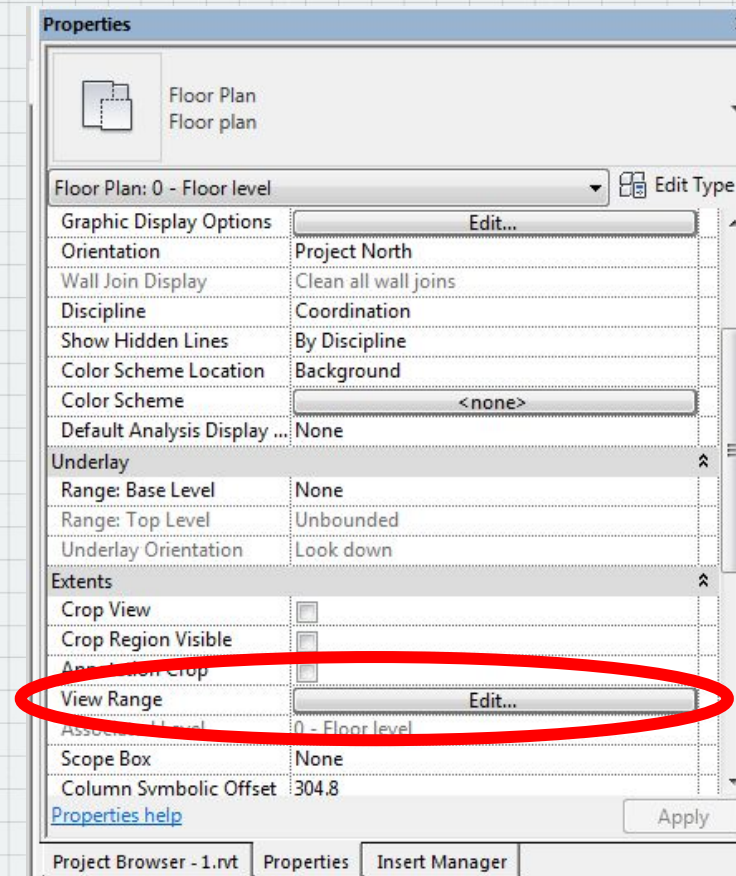 Properties
Floor Plan
Floor plan
Floor Plan: 0 - Floor level Edit Type
Graphic Display Options Edit...
Orientation Project North
Wall Join Display Clean all wall joins
Discipline Coordination
Show Hidden Lines By Discipline
Color Scheme Location Background
Color Scheme <none>
Default Analysis Display ... None
Underlay
Range: Base Level None
Range: Top Level Unbounded
Underlay Orientation Look down
Extents
Crop View
Crop Region Visible
Annotation Crop
View Range Edit...
Associated Level 0 - Floor level
Scope Box None
Column Symbolic Offset 304.8
Properties help Apply
Project Browser - 1.rvt Properties Insert Manager